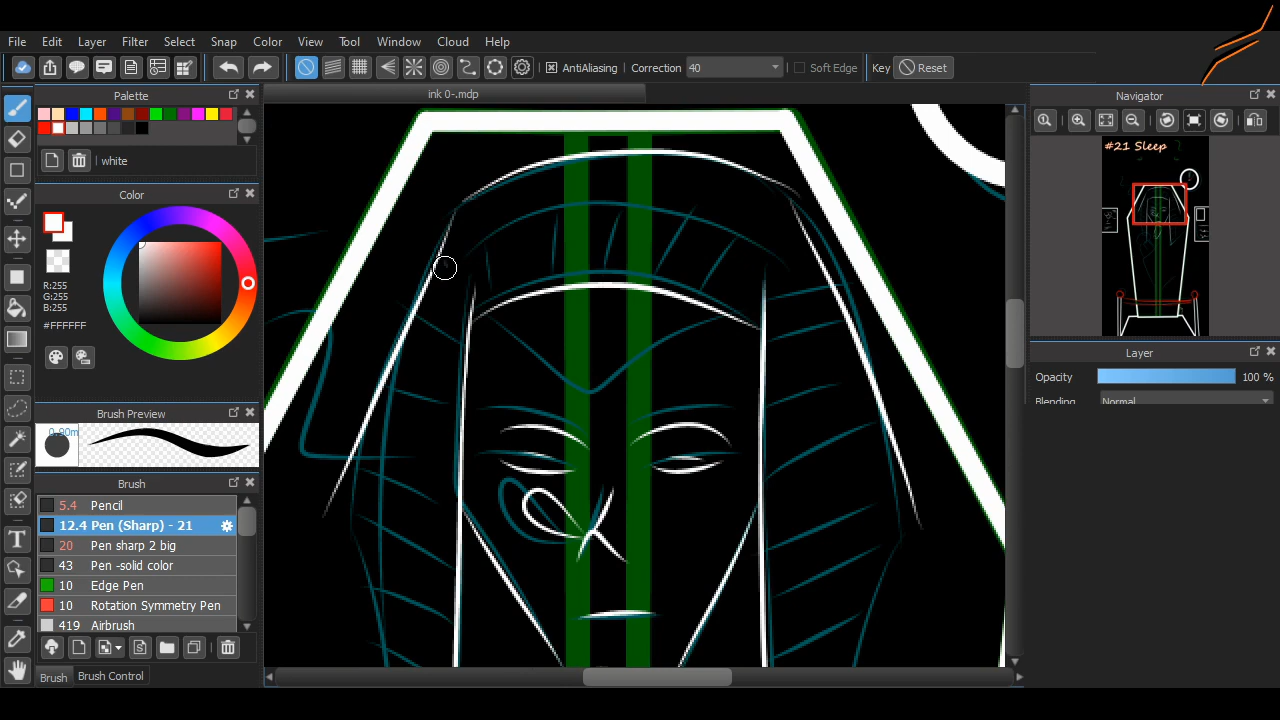 File Edit Layer Filter Select Snap Color View Tool Window Cloud Help
AntiAliasing Correction 40 Soft Edge Key Reset
Palette
white
Color
R:255
G:255
B:255
#FFFFFF
Brush Preview
0.90m
Brush
5.4 Pencil
12.4 Pen (Sharp) - 21
20 Pen sharp 2 big
43 Pen -solid color
10 Edge Pen
10 Rotation Symmetry Pen
419 Airbrush
Brush Brush Control
ink 0-.mdp
Navigator
#21 Sleep
Layer
Opacity 100 %
Blending Normal